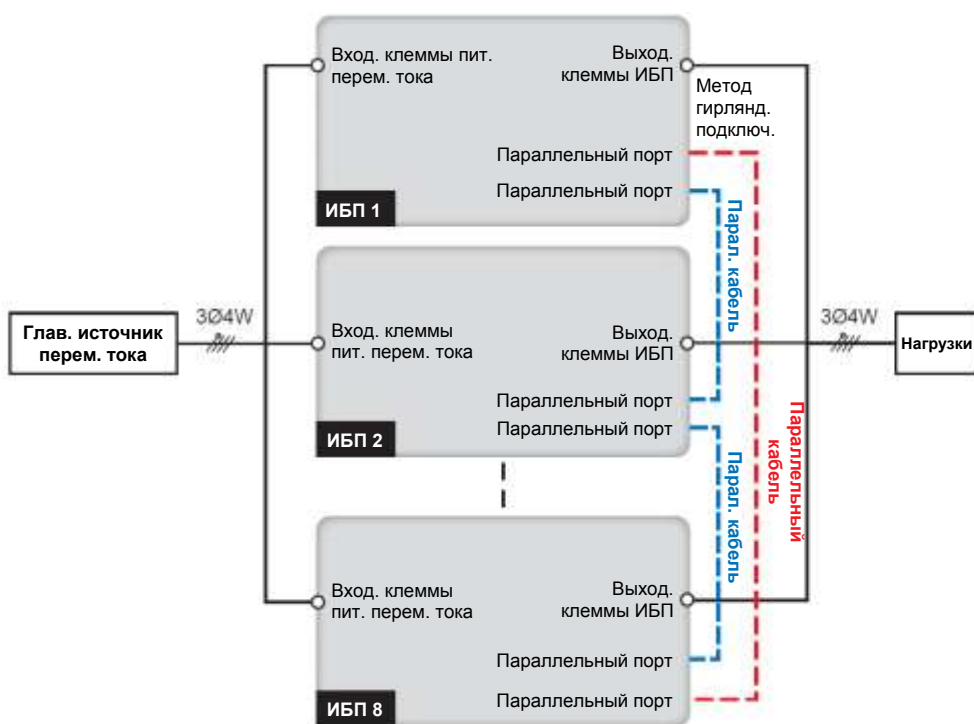 Вход. клеммы пит.
перем. тока
Выход.
клеммы ИБП
Метод
гирлянд.
подключ.
Параллельный порт
Параллельный порт
ИБП 1
Парал. кабель
Глав. источник
перем. тока
3Ø4W
Вход. клеммы
пит. перем. тока
Выход.
клеммы ИБП
3Ø4W
Нагрузки
Параллельный порт
Параллельный порт
ИБП 2
Параллельный
кабель
Парал. кабель
Вход. клеммы
пит. перем. тока
Выход.
клеммы ИБП
Параллельный порт
Параллельный порт
ИБП 8